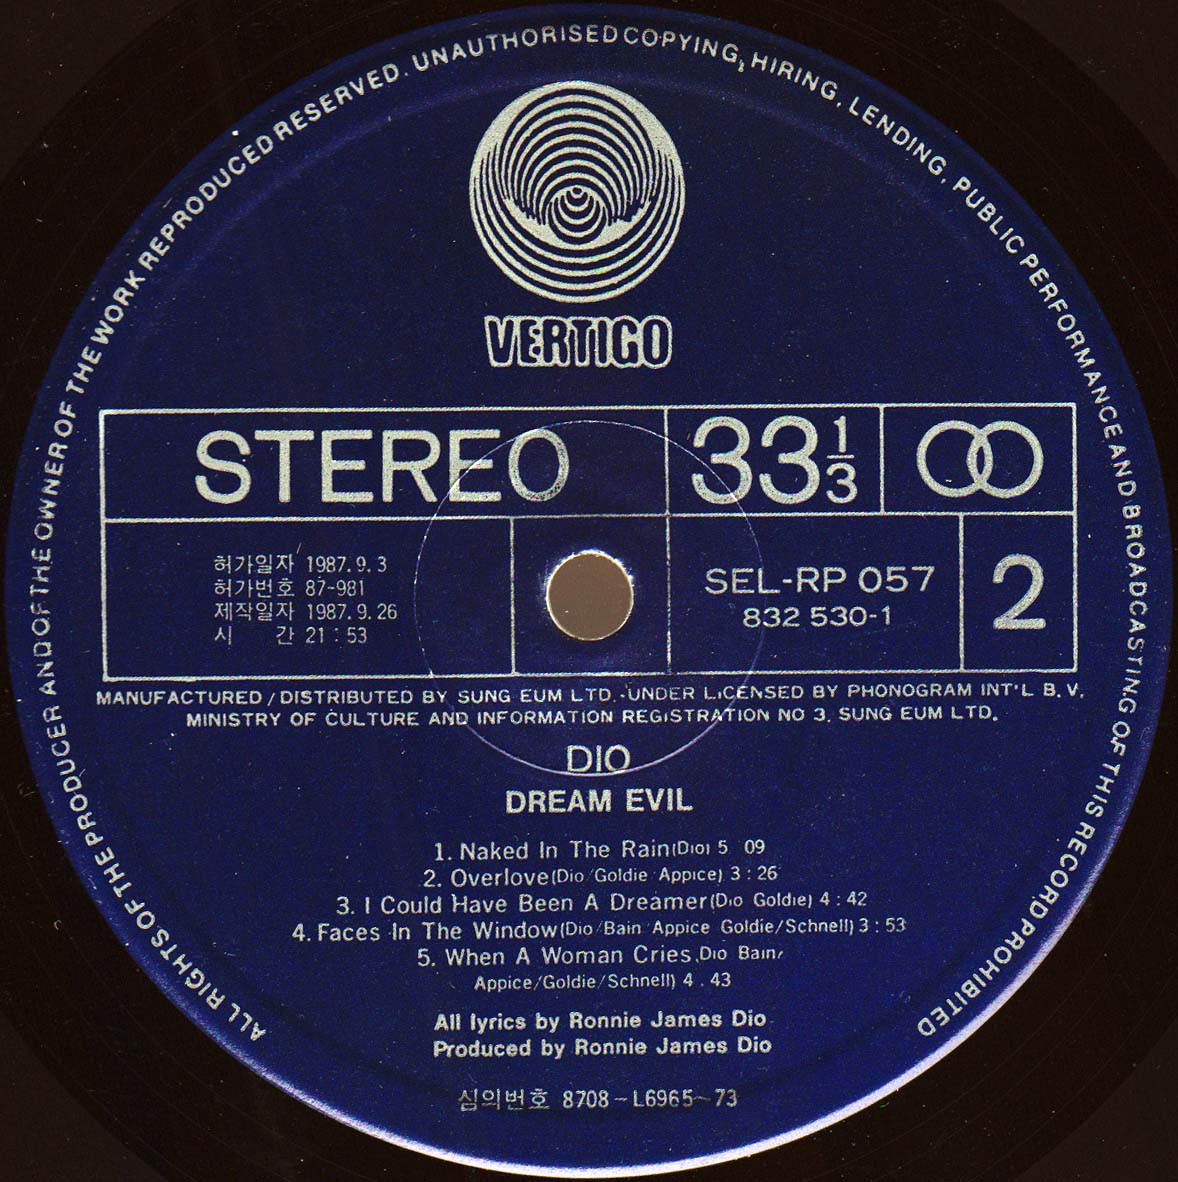 ALL RIGHTS OF THE PRODUCER AND OF THE OWNER OF THE WORK REPRODUCED RESERVED. UNAUTHORISED COPYING, HIRING, LENDING, PUBLIC PERFORMANCE AND BROADCASTING OF THIS RECORD PROHIBITED
VERTIGO
STEREO 33 1/3
허가일자 1987.9.3
허가번호 87-981
제작일자 1987.9.26
시 간 21:53
SEL-RP 057
832 530-1
2
MANUFACTURED/DISTRIBUTED BY SUNG EUM LTD. UNDER LICENSED BY PHONOGRAM INT'L B.V.
MINISTRY OF CULTURE AND INFORMATION REGISTRATION NO 3. SUNG EUM LTD.
DIO
DREAM EVIL
1. Naked In The Rain(Dio) 5 09
2. Overlove(Dio/Goldie Appice) 3:26
3. I Could Have Been A Dreamer(Dio Goldie) 4:42
4. Faces In The Window(Dio/Bain Appice Goldie/Schnell) 3:53
5. When A Woman Cries(Dio Bain/
Appice/Goldie/Schnell) 4.43
All lyrics by Ronnie James Dio
Produced by Ronnie James Dio
심의번호 8708-L6965-73